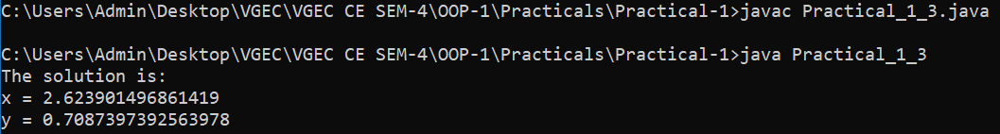 C:\Users\Admin\Desktop\VGEC\VGEC CE SEM-4\OOP-1\Practicals\Practical-1>javac Practical_1_3.java
C:\Users\Admin\Desktop\VGEC\VGEC CE SEM-4\OOP-1\Practicals\Practical-1>java Practical_1_3
The solution is:
x = 2.623901496861419
y = 0.7087397392563978